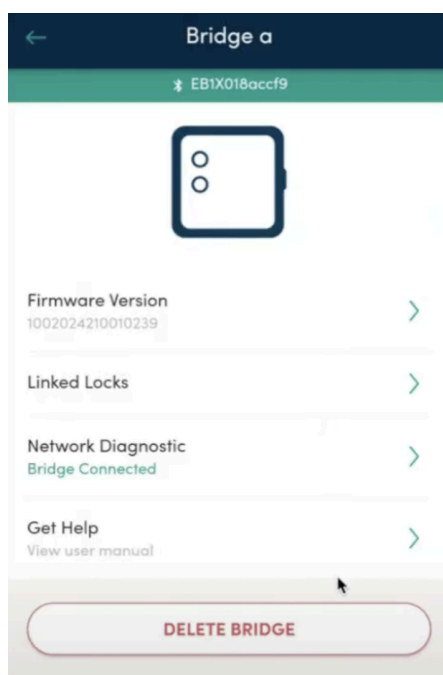 Bridge a
EB1X018accf9
Firmware Version
1002024210010239
Linked Locks
Network Diagnostic
Bridge Connected
Get Help
View user manual
DELETE BRIDGE